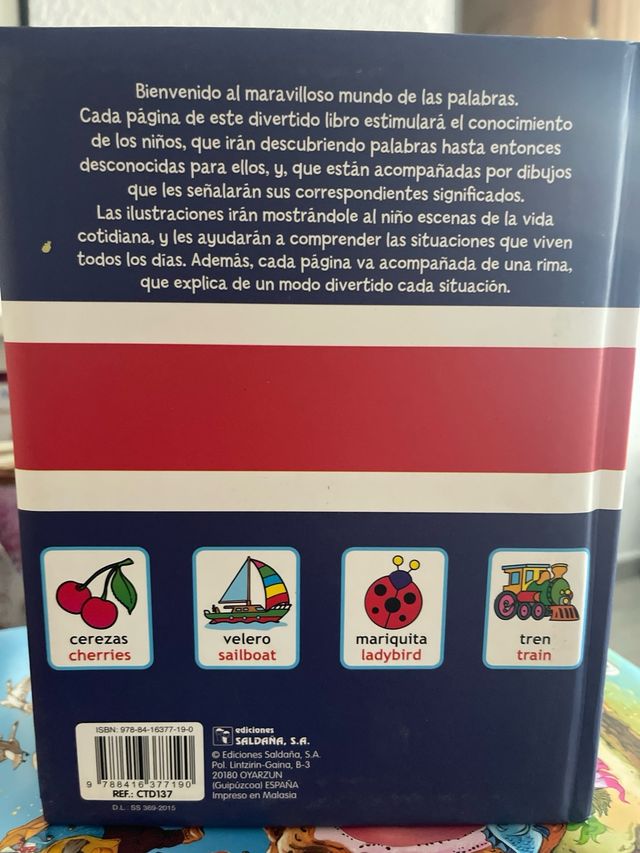 Bienvenido al maravilloso mundo de las palabras.
Cada página de este divertido libro estimulará el conocimiento
de los niños, que irán descubriendo palabras hasta entonces
desconocidas para ellos, y, que están acompañadas por dibujos
que les señalarán sus correspondientes significados.
Las ilustraciones irán mostrándole al niño escenas de la vida
cotidiana, y les ayudarán a comprender las situaciones que viven
todos los días. Además, cada página va acompañada de una rima,
que explica de un modo divertido cada situación.
cerezas
cherries
velero
sailboat
mariquita
ladybird
tren
train
ISBN: 978-84-16377-19-0
9 788416 377190
REF.: CTD137
D.L.: SS 369-2015
ediciones
SALDAÑA, S.A.
© Ediciones Saldaña, S.A.
Pol. Lintzirin-Gaina, B-3
20180 OYARZUN
(Guipúzcoa) ESPAÑA
Impreso en Malasia